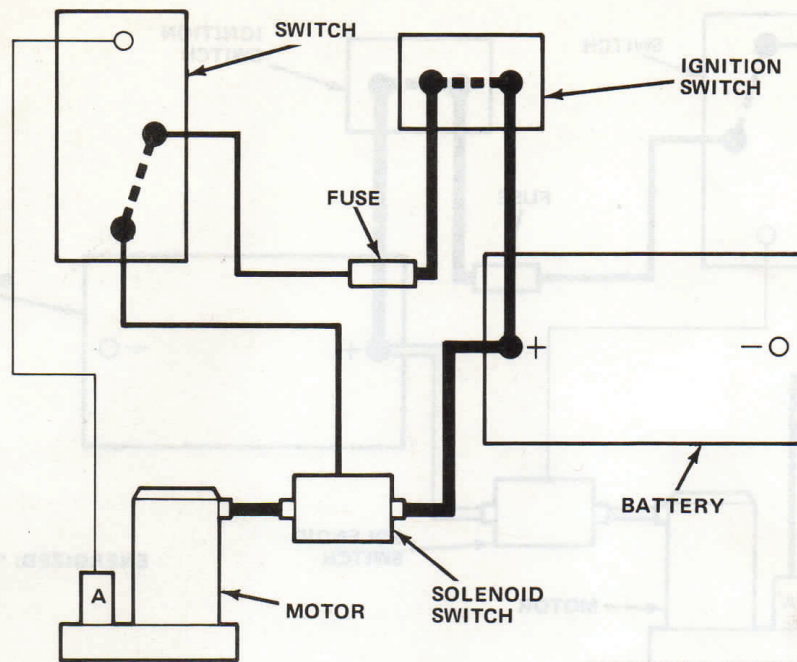 SWITCH
IGNITION
SWITCH
FUSE
+
−
BATTERY
SOLENOID
SWITCH
MOTOR
A